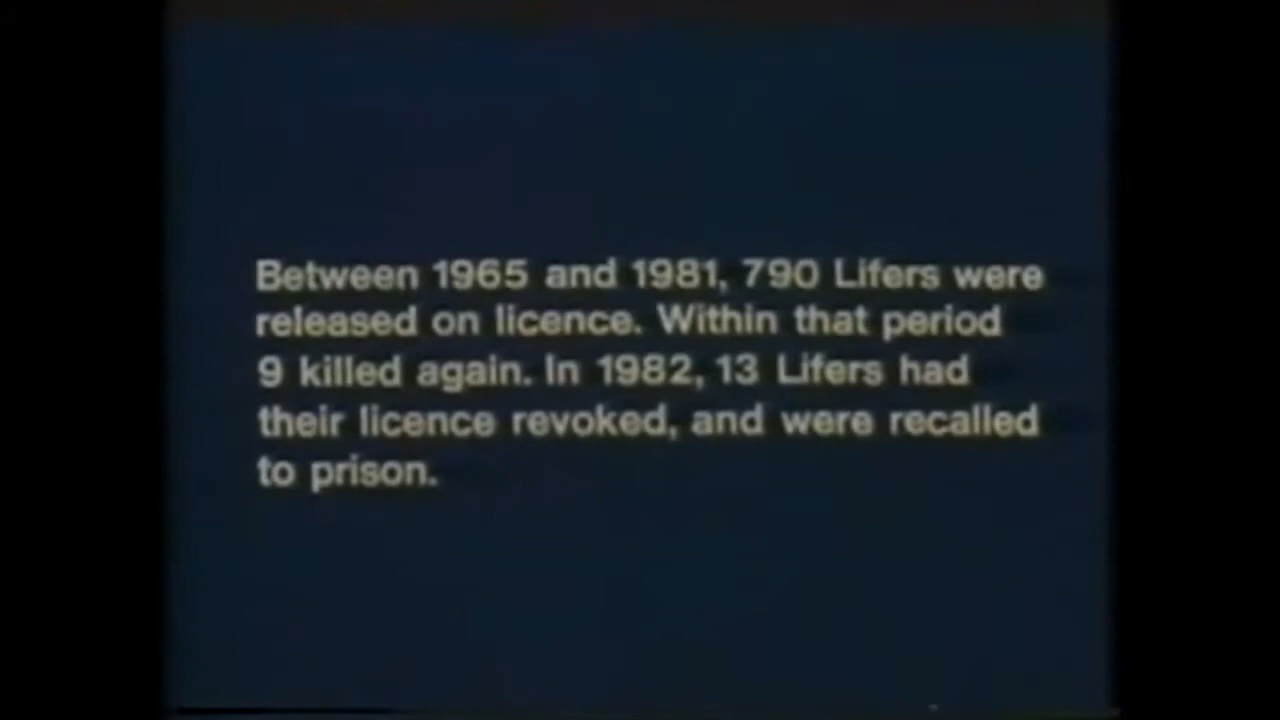 Between 1965 and 1981, 790 Lifers were
released on licence. Within that period
9 killed again. In 1982, 13 Lifers had
their licence revoked, and were recalled
to prison.